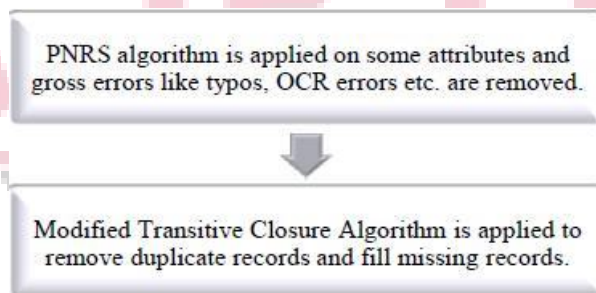 PNRS algorithm is applied on some attributes and
gross errors like typos, OCR errors etc. are removed.
Modified Transitive Closure Algorithm is applied to
remove duplicate records and fill missing records.